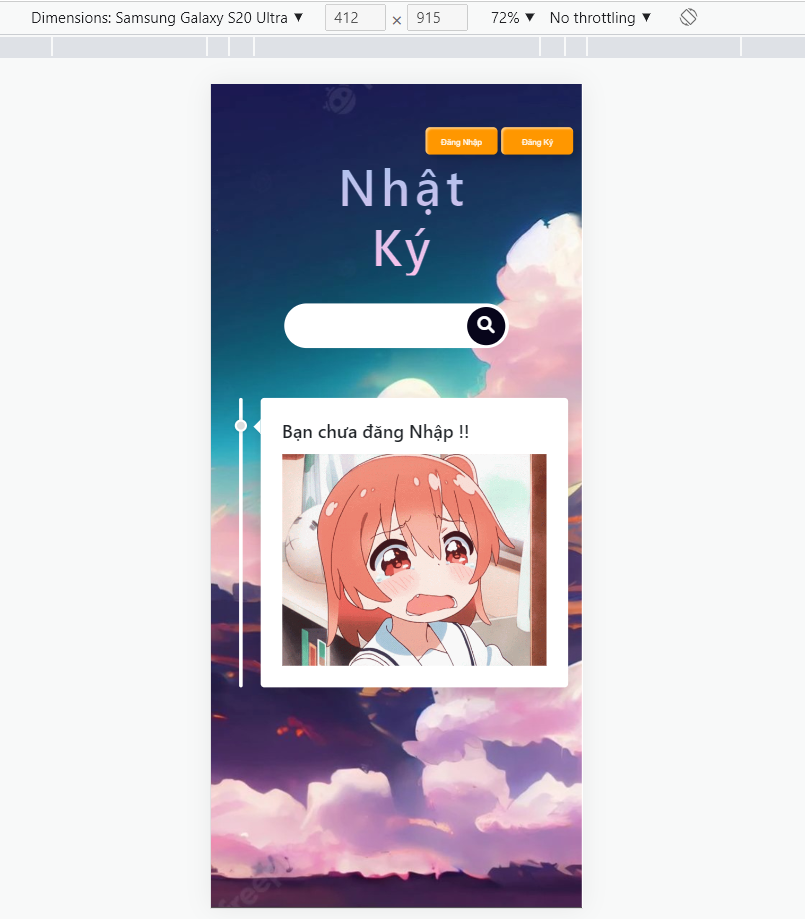 Dimensions: Samsung Galaxy S20 Ultra ▼ 412 × 915 72% ▼ No throttling ▼
Đăng Nhập Đăng Ký
Nhật
Ký
Bạn chưa đăng Nhập !!